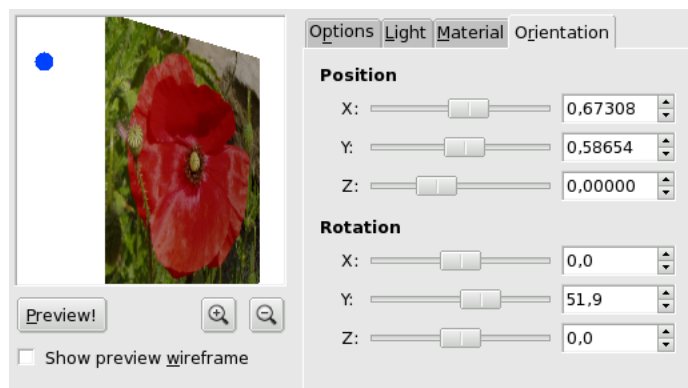 Options Light Material Orientation
Position
X: 0,67308
Y: 0,58654
Z: 0,00000
Rotation
X: 0,0
Y: 51,9
Z: 0,0
Preview!
Show preview wireframe